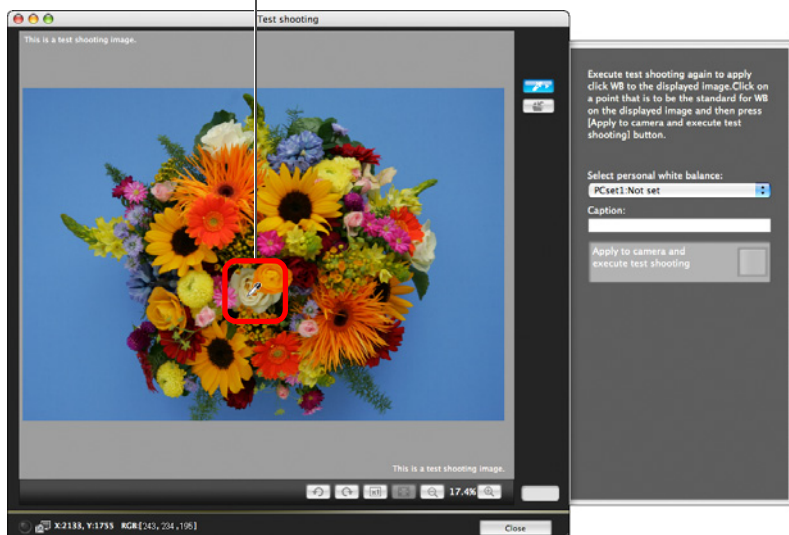 Test shooting
This is a test shooting image.
Execute test shooting again to apply
click WB to the displayed image.Click on
a point that is to be the standard for WB
on the displayed image and then press
[Apply to camera and execute test
shooting] button.
Select personal white balance:
PCset1:Not set
Caption:
Apply to camera and
execute test shooting
This is a test shooting image.
x1
17.4%
X:2133, Y:1755 RGB[243, 234 ,195]
Close